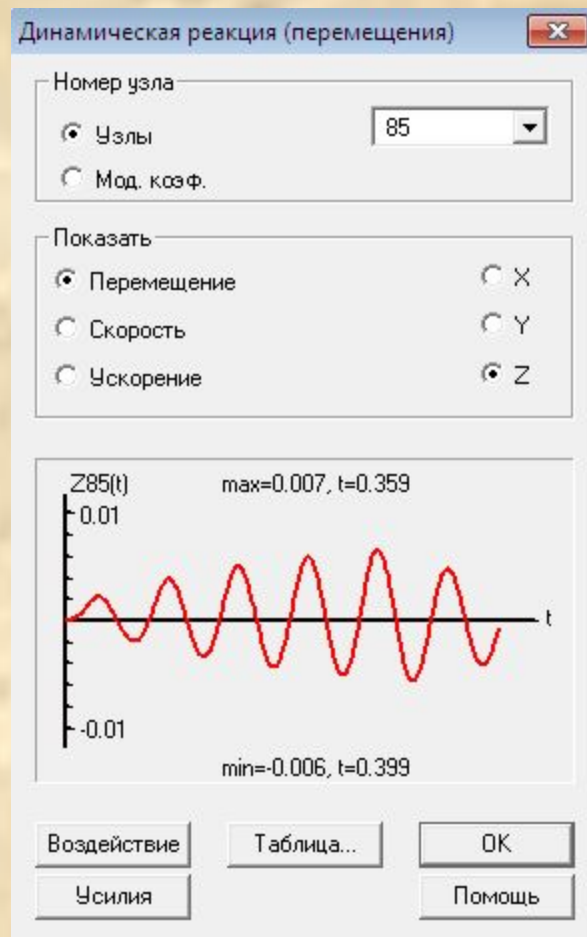 Динамическая реакция (перемещения)
Номер узла
Узлы
85
Мод. коэф.
Показать
Перемещение
X
Скорость
Y
Ускорение
Z
Z85(t)
max=0.007, t=0.359
0.01
t
-0.01
min=-0.006, t=0.399
Воздействие
Таблица...
OK
Усилия
Помощь